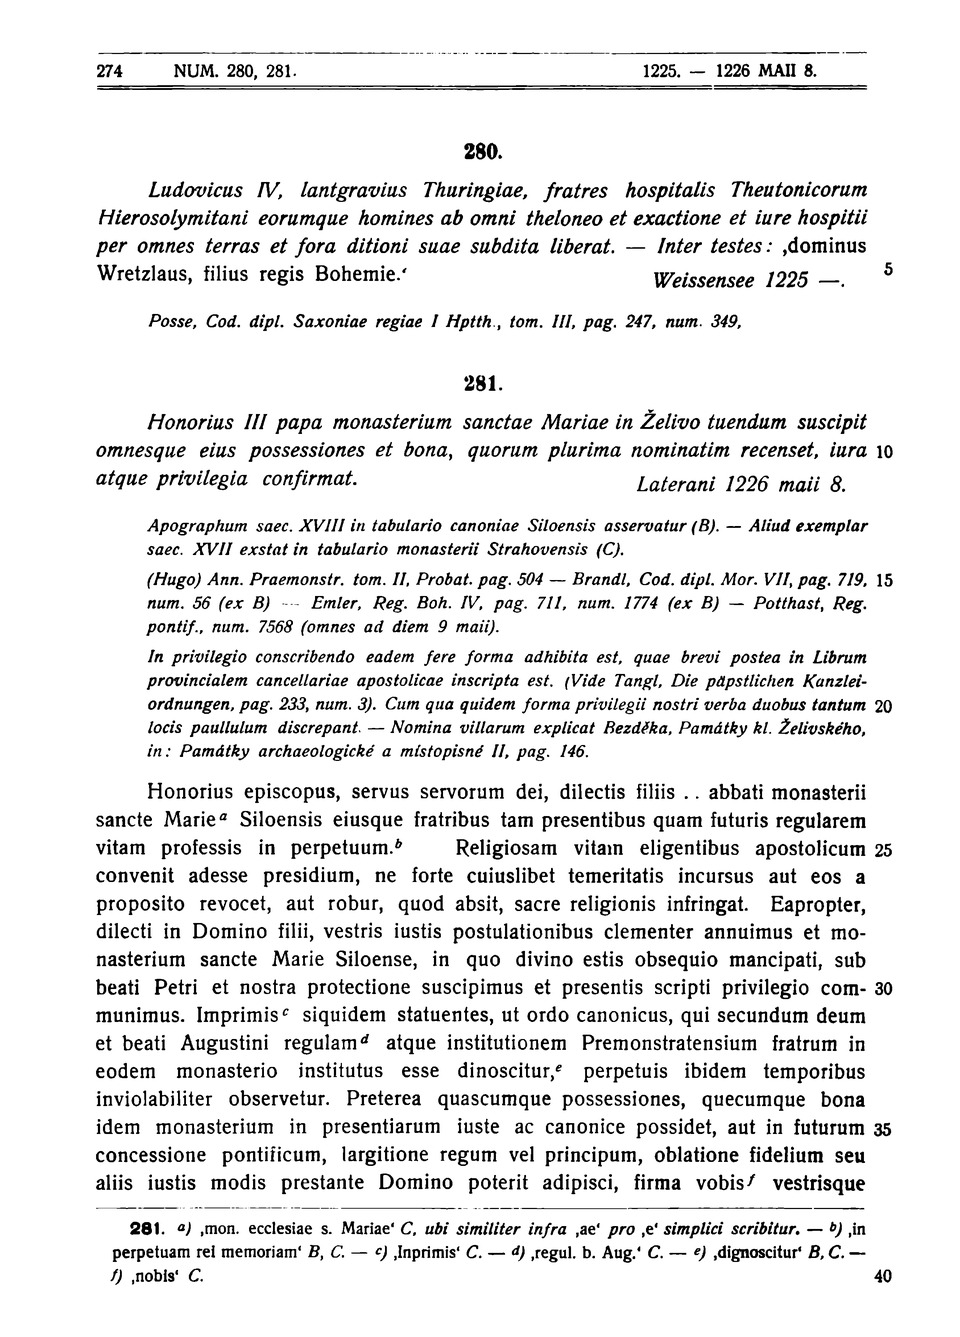 274 NUM. 280, 281. 1225. — 1226 MAII 8.
280.
Ludovicus IV, lantgravius Thuringiae, fratres hospitalis Theutonicorum
Hierosolymitani eorumque homines ab omni theloneo et exactione et iure hospitii
per omnes terras et fora ditioni suae subdita liberat. — Inter testes: ‚dominus
Wretzlaus, filius regis Bohemie.‘ Weissensee 1225 —. 5
Posse, Cod. dipl. Saxoniae regiae I Hptth., tom. III, pag. 247, num. 349,
281.
Honorius III papa monasterium sanctae Mariae in Želivo tuendum suscipit
omnesque eius possessiones et bona, quorum plurima nominatim recenset, iura 10
atque privilegia confirmat. Laterani 1226 maii 8.
Apographum saec. XVIII in tabulario canoniae Siloensis asservatur (B). — Aliud exemplar
saec. XVII exstat in tabulario monasterii Strahovensis (C).
(Hugo) Ann. Praemonstr. tom. II, Probat. pag. 504 — Brandl, Cod. dipl. Mor. VII, pag. 719, 15
num. 56 (ex B) — Emler, Reg. Boh. IV, pag. 711, num. 1774 (ex B) — Potthast, Reg.
pontif., num. 7568 (omnes ad diem 9 maii).
In privilegio conscribendo eadem fere forma adhibita est, quae brevi postea in Librum
provincialem cancellariae apostolicae inscripta est. (Vide Tangl, Die päpstlichen Kanzlei-
ordnungen, pag. 233, num. 3). Cum qua quidem forma privilegii nostri verba duobus tantum 20
locis paullulum discrepant. — Nomina villarum explicat Bezděka, Památky kl. Želivského,
in: Památky archaeologické a místopisné II, pag. 146.
Honorius episcopus, servus servorum dei, dilectis filiis . . abbati monasterii
sancte Marie a Siloensis eiusque fratribus tam presentibus quam futuris regularem
vitam professis in perpetuum. b Religiosam vitam eligentibus apostolicum 25
convenit adesse presidium, ne forte cuiuslibet temeritatis incursus aut eos a
proposito revocet, aut robur, quod absit, sacre religionis infringat. Eapropter,
dilecti in Domino filii, vestris iustis postulationibus clementer annuimus et mo-
nasterium sancte Marie Siloense, in quo divino estis obsequio mancipati, sub
beati Petri et nostra protectione suscipimus et presentis scripti privilegio com- 30
munimus. Imprimis c siquidem statuentes, ut ordo canonicus, qui secundum deum
et beati Augustini regulam d atque institutionem Premonstratensium fratrum in
eodem monasterio institutus esse dinoscitur, e perpetuis ibidem temporibus
inviolabiliter observetur. Preterea quascumque possessiones, quecumque bona
idem monasterium in presentiarum iuste ac canonice possidet, aut in futurum 35
concessione pontificum, largitione regum vel principum, oblatione fidelium seu
aliis iustis modis prestante Domino poterit adipisci, firma vobis f vestrisque
281. a) ‚mon. ecclesiae s. Mariae‘ C, ubi similiter infra ‚ae‘ pro ‚e‘ simplici scribitur. — b) ‚in
perpetuam rei memoriam‘ B, C. — c) ‚Inprimis‘ C. — d) ‚regul. b. Aug.‘ C. — e) ‚dignoscitur‘ B, C. —
f) ‚nobis‘ C. 40